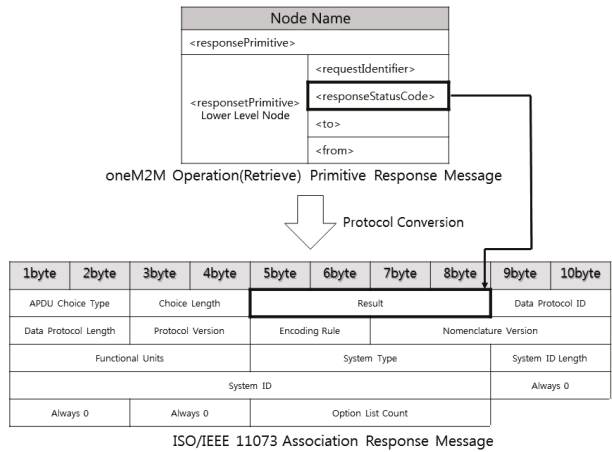 Node Name
<responsePrimitive>
<responsetPrimitive>
Lower Level Node
<requestIdentifier>
<responseStatusCode>
<to>
<from>
oneM2M Operation(Retrieve) Primitive Response Message
Protocol Conversion
1byte 2byte 3byte 4byte 5byte 6byte 7byte 8byte 9byte 10byte
APDU Choice Type Choice Length Result Data Protocol ID
Data Protocol Length Protocol Version Encoding Rule Nomenclature Version
Functional Units System Type System ID Length
System ID Always 0
Always 0 Always 0 Option List Count
ISO/IEEE 11073 Association Response Message